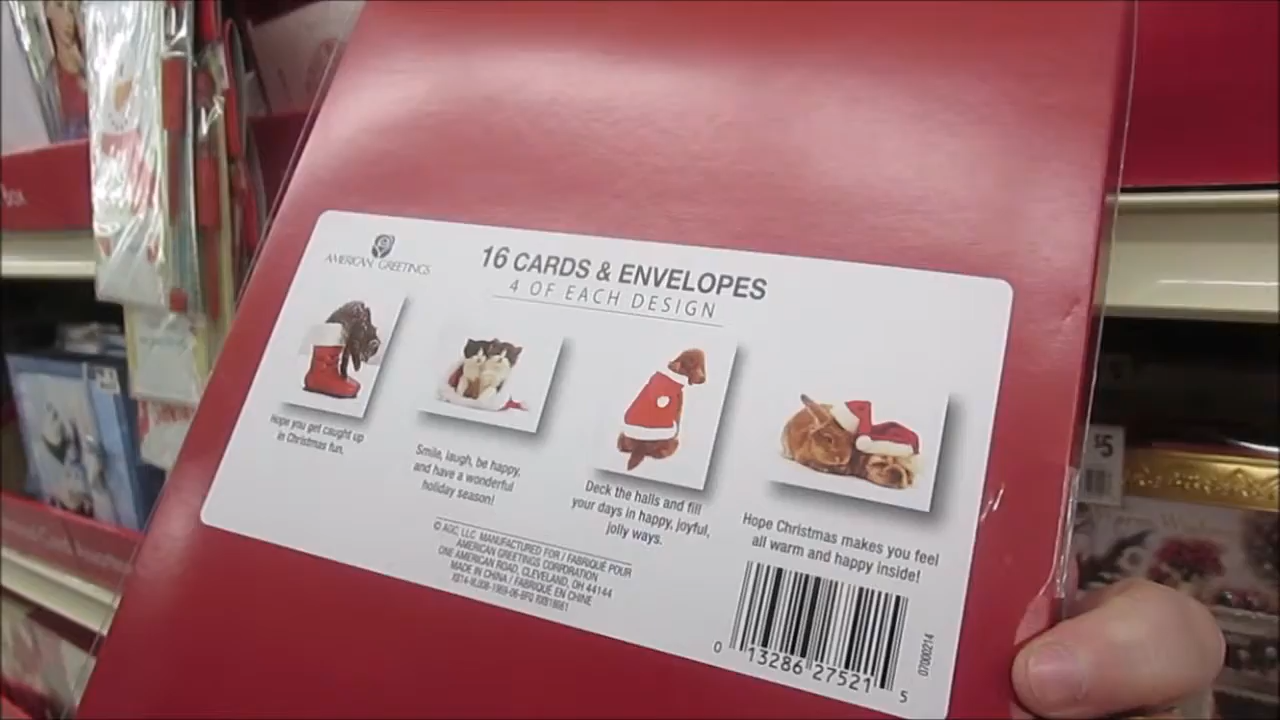 AMERICAN GREETINGS
16 CARDS & ENVELOPES
4 OF EACH DESIGN
Hope you get caught up
in Christmas fun.
Smile, laugh, be happy,
and have a wonderful
holiday season!
Deck the halls and fill
your days in happy, joyful,
jolly ways.
Hope Christmas makes you feel
all warm and happy inside!
© AGC, LLC MANUFACTURED FOR / FABRIQUÉ POUR
AMERICAN GREETINGS CORPORATION
ONE AMERICAN ROAD, CLEVELAND, OH 44144
MADE IN CHINA / FABRIQUÉ EN CHINE
0 13286 27521 5
07000214
BOX
$5